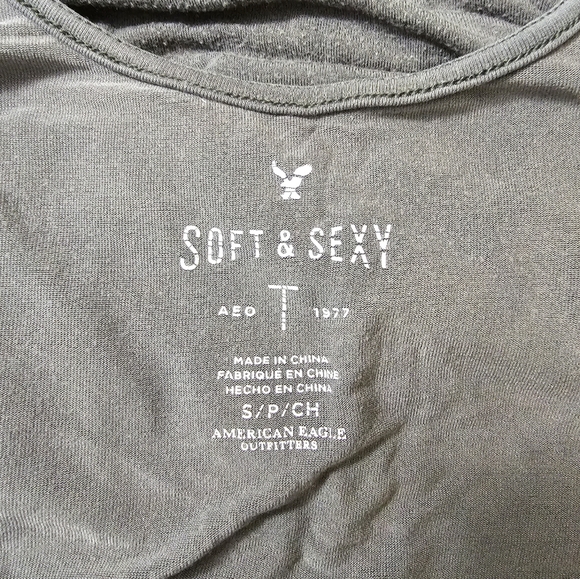 SOFT & SEXY
AEO T 1977
MADE IN CHINA
FABRIQUÉ EN CHINE
HECHO EN CHINA
S/P/CH
AMERICAN EAGLE
OUTFITTERS